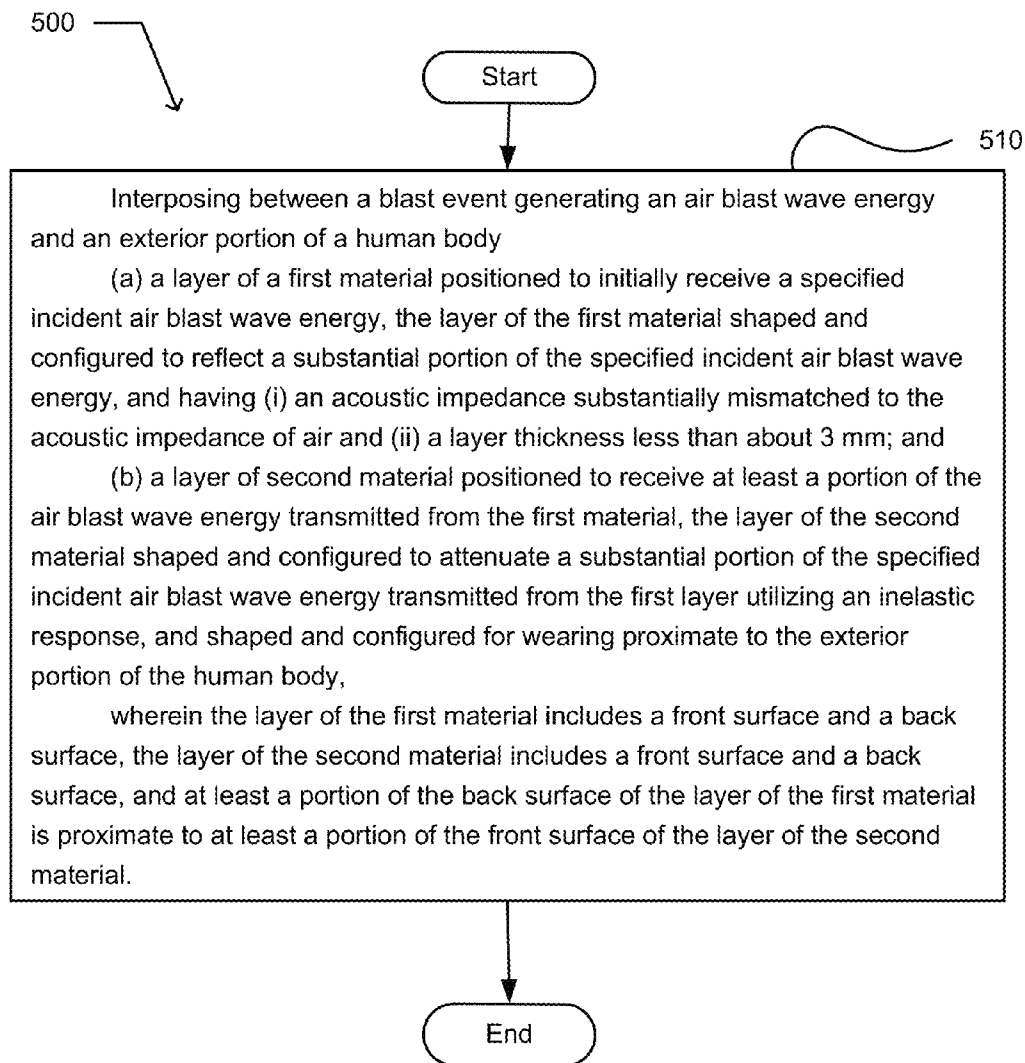 500
Start
510
Interposing between a blast event generating an air blast wave energy
and an exterior portion of a human body
(a) a layer of a first material positioned to initially receive a specified
incident air blast wave energy, the layer of the first material shaped and
configured to reflect a substantial portion of the specified incident air blast wave
energy, and having (i) an acoustic impedance substantially mismatched to the
acoustic impedance of air and (ii) a layer thickness less than about 3 mm; and
(b) a layer of second material positioned to receive at least a portion of the
air blast wave energy transmitted from the first material, the layer of the second
material shaped and configured to attenuate a substantial portion of the specified
incident air blast wave energy transmitted from the first layer utilizing an inelastic
response, and shaped and configured for wearing proximate to the exterior
portion of the human body,
wherein the layer of the first material includes a front surface and a back
surface, the layer of the second material includes a front surface and a back
surface, and at least a portion of the back surface of the layer of the first material
is proximate to at least a portion of the front surface of the layer of the second
material.
End